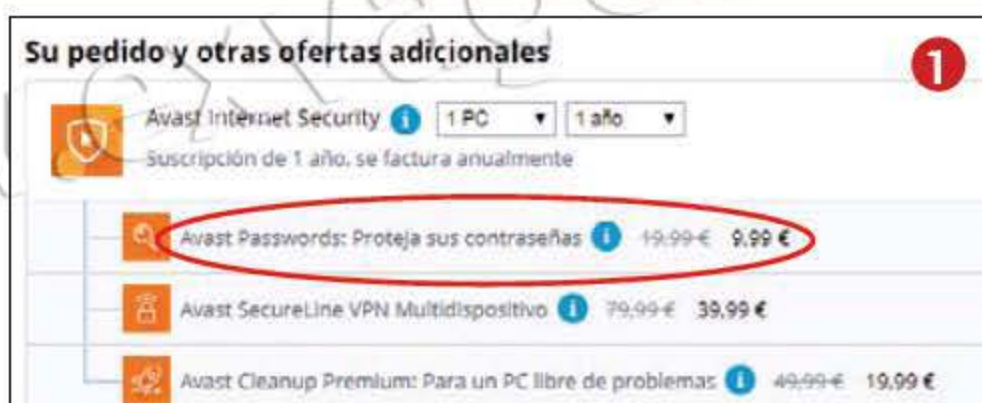 Su pedido y otras ofertas adicionales
1
Avast Internet Security i 1 PC 1 año
Suscripción de 1 año, se factura anualmente
Avast Passwords: Proteja sus contraseñas i 19,99 € 9,99 €
Avast SecureLine VPN Multidispositivo i 79,99 € 39,99 €
Avast Cleanup Premium: Para un PC libre de problemas i 49,99 € 19,99 €